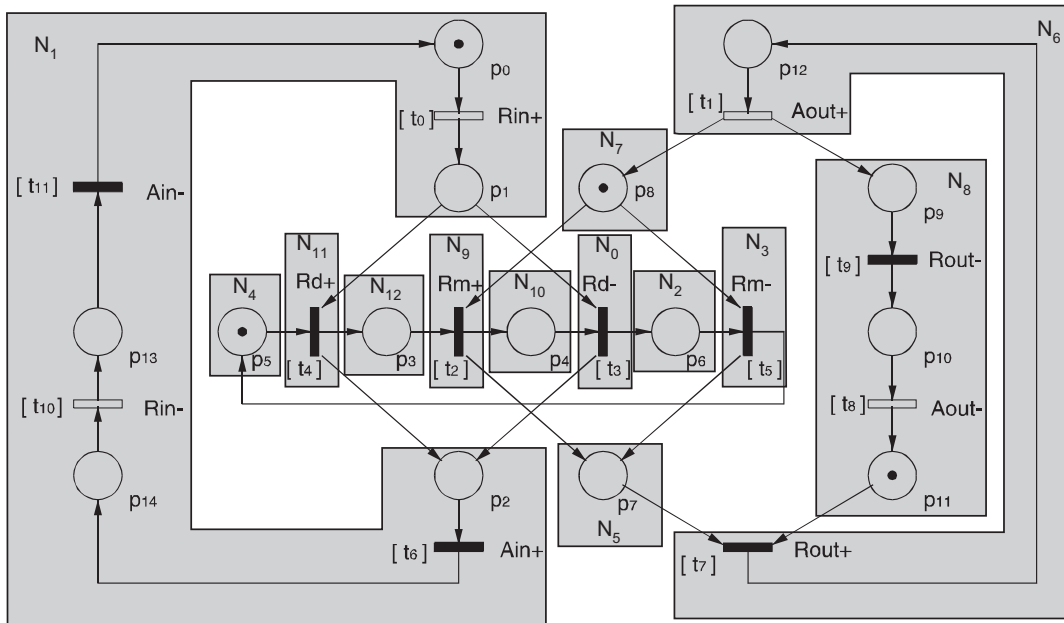 N1
p0
[ t0] Rin+
p12
N6
[ t1] Aout+
N7
[ t11] Ain-
p1
p8
N8
p9
N11
N9
N0
N3
Rd+
Rm+
Rd-
Rm-
[ t9] Rout-
N4
N12
N10
N2
p13
p5
p3
p4
p6
p10
[ t4]
[ t2]
[ t3]
[ t5]
[ t10] Rin-
[ t8] Aout-
p14
p2
p7
p11
N5
[ t6] Ain+
[ t7] Rout+